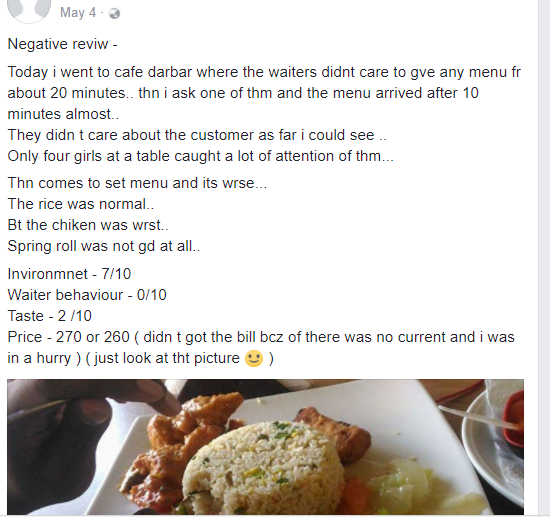 May 4 ·
Negative reviw -
Today i went to cafe darbar where the waiters didnt care to gve any menu fr
about 20 minutes.. thn i ask one of thm and the menu arrived after 10
minutes almost..
They didn t care about the customer as far i could see ..
Only four girls at a table caught a lot of attention of thm...
Thn comes to set menu and its wrse...
The rice was normal..
Bt the chiken was wrst..
Spring roll was not gd at all..
Invironmnet - 7/10
Waiter behaviour - 0/10
Taste - 2 /10
Price - 270 or 260 ( didn t got the bill bcz of there was no current and i was
in a hurry ) ( just look at tht picture 🙂 )